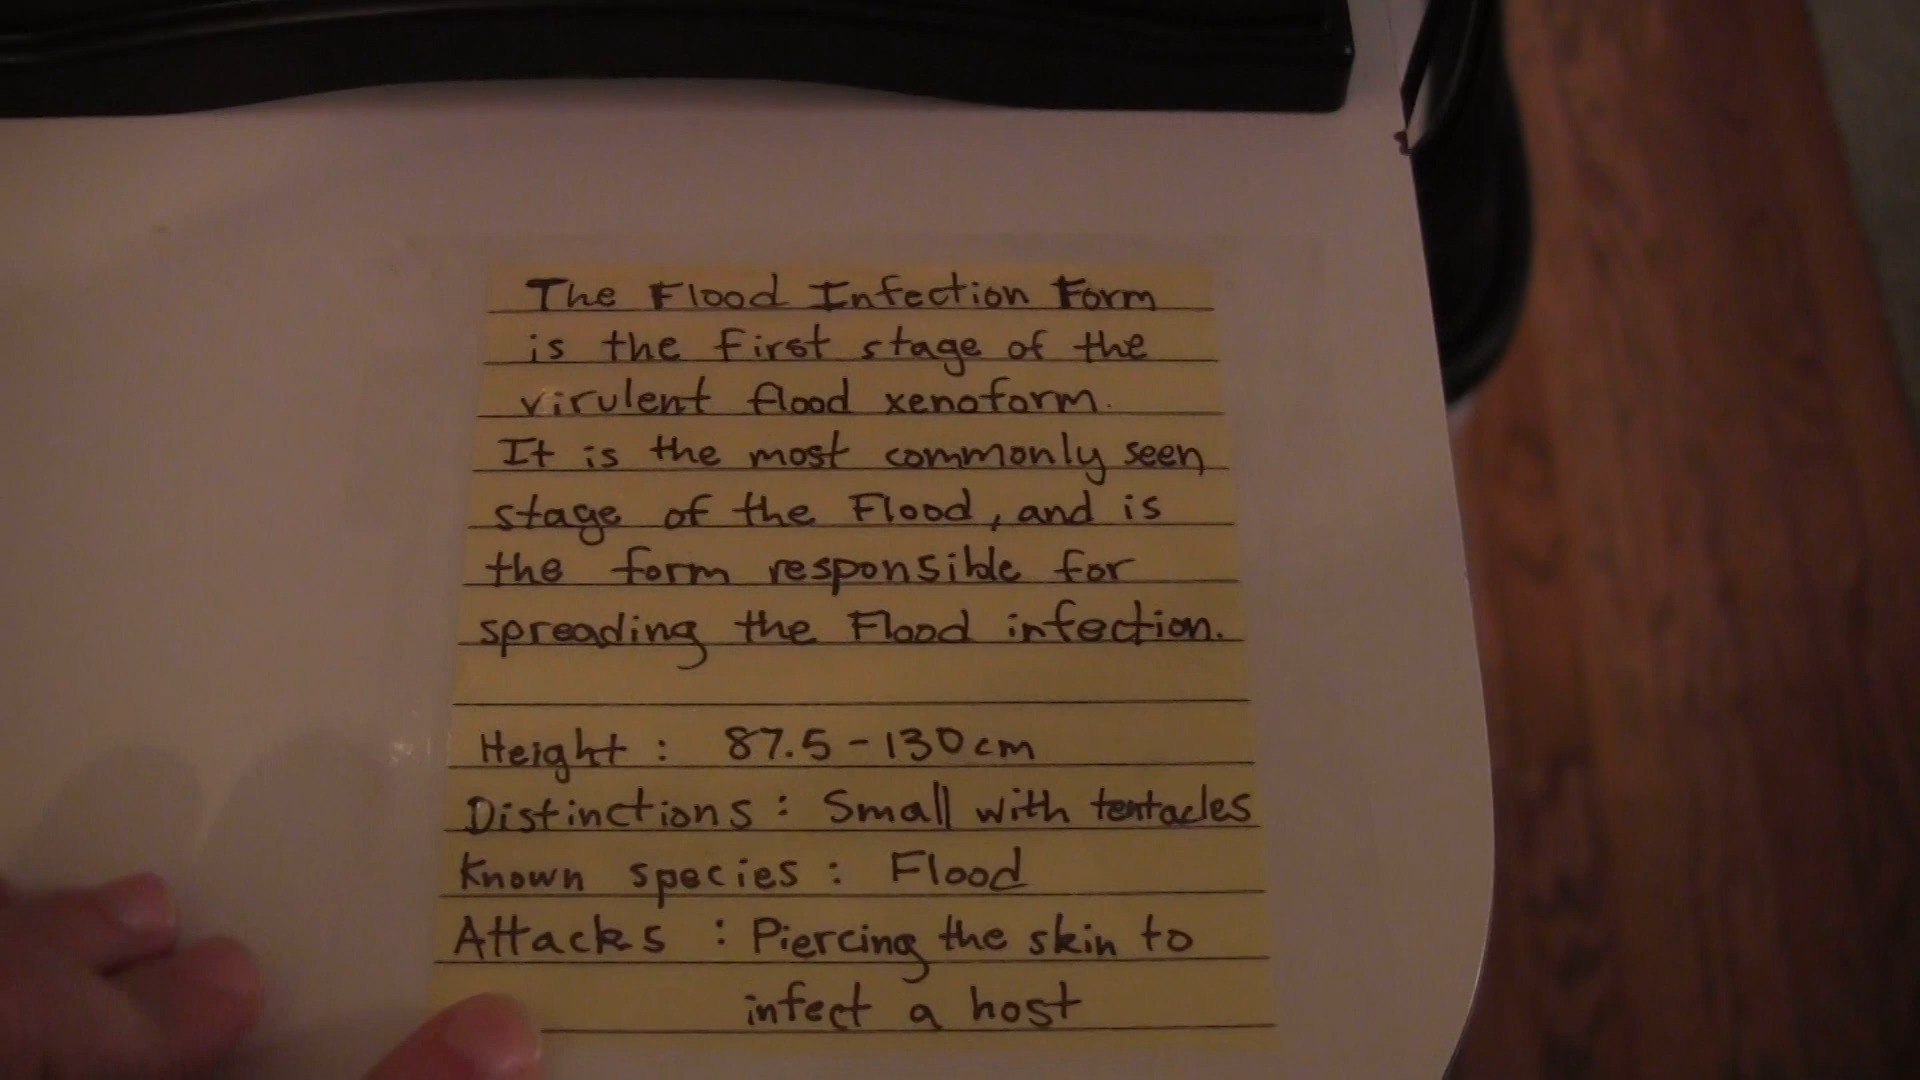 The Flood Infection Form
is the first stage of the
virulent flood xenoform.
It is the most commonly seen
stage of the Flood, and is
the form responsible for
spreading the Flood infection.
Height : 87.5-130cm
Distinctions : Small with tentacles
Known species : Flood
Attacks : Piercing the skin to
infect a host